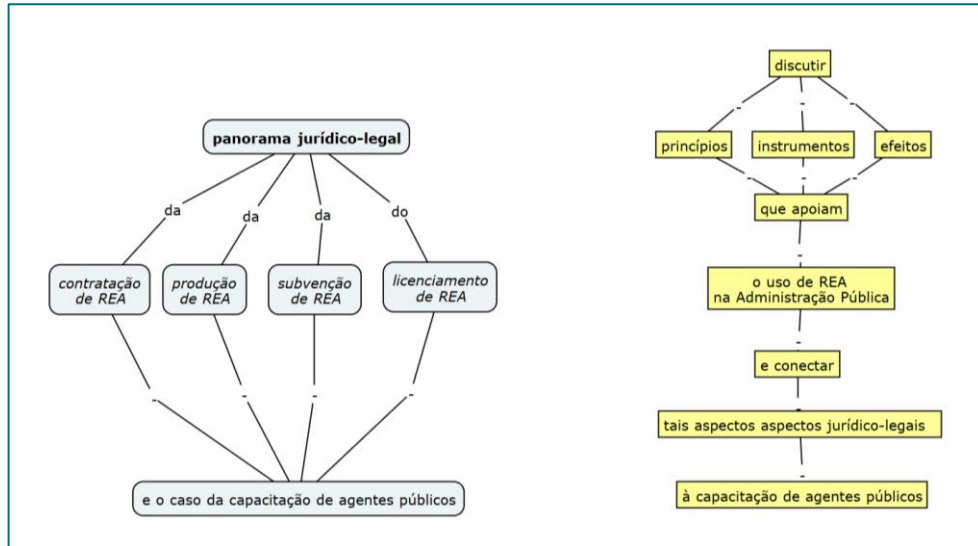 panorama jurídico-legal
da
da
da
do
contratação
de REA
produção
de REA
subvenção
de REA
licenciamento
de REA
-
-
-
-
e o caso da capacitação de agentes públicos
discutir
-
-
-
princípios
instrumentos
efeitos
-
-
-
que apoiam
-
o uso de REA
na Administração Pública
-
e conectar
-
tais aspectos aspectos jurídico-legais
-
à capacitação de agentes públicos